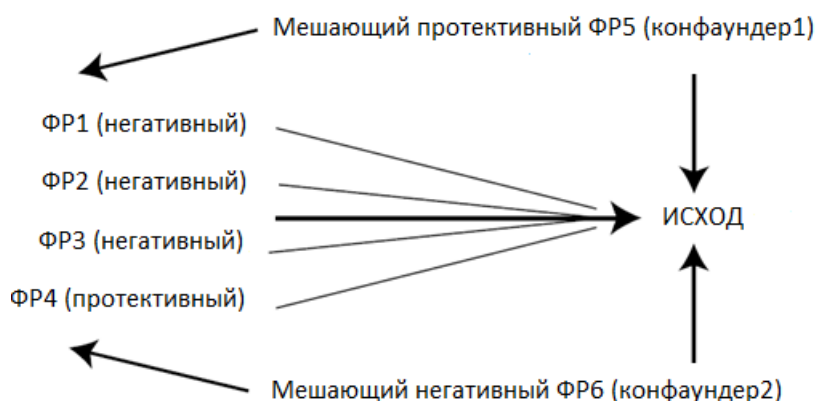 Мешающий протективный ФР5 (конфаундер1)
ФР1 (негативный)
ФР2 (негативный)
ИСХОД
ФР3 (негативный)
ФР4 (протективный)
Мешающий негативный ФР6 (конфаундер2)